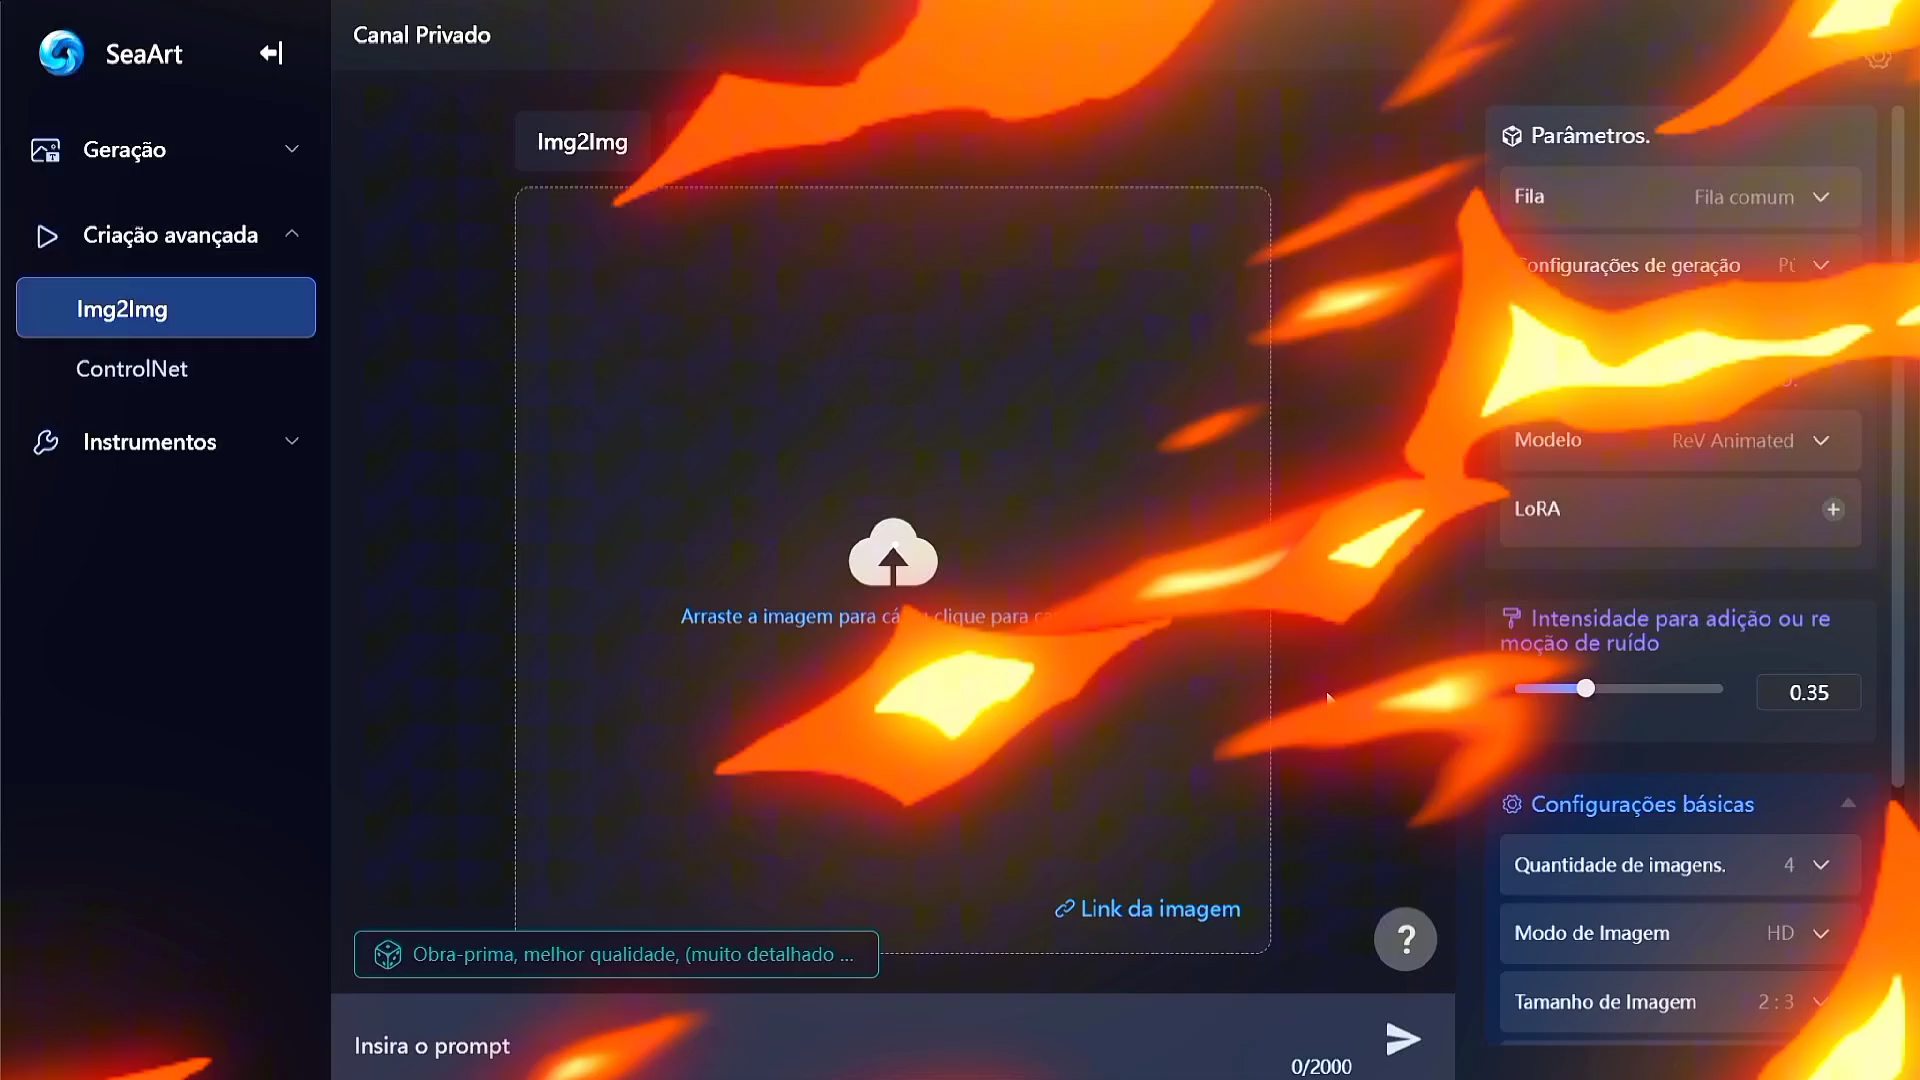 SeaArt
Canal Privado
Geração
Criação avançada
Img2Img
ControlNet
Instrumentos
Img2Img
Arraste a imagem para cá clique para
Link da imagem
Obra-prima, melhor qualidade, (muito detalhado ...
Insira o prompt
0/2000
?
Parâmetros.
Fila Fila comum
Configurações de geração
Modelo ReV Animated
LoRA
Intensidade para adição ou re
moção de ruído
0.35
Configurações básicas
Quantidade de imagens. 4
Modo de Imagem HD
Tamanho de Imagem 2 : 3